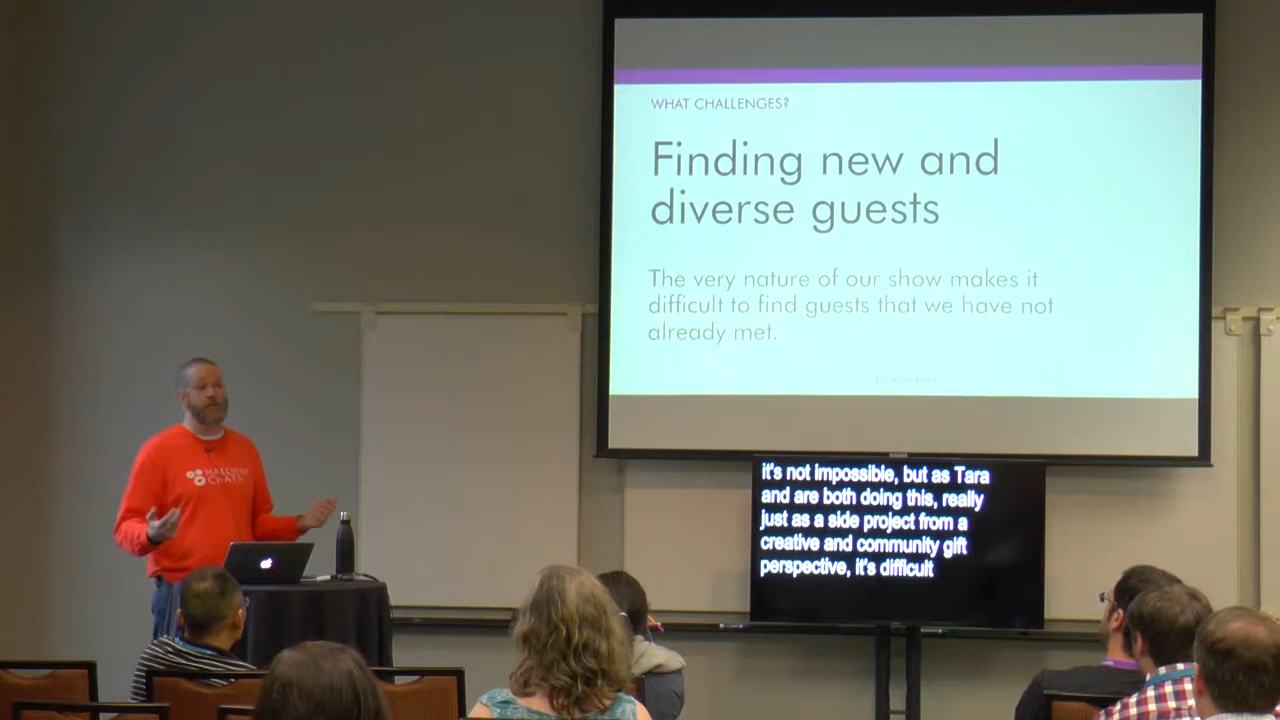 WHAT CHALLENGES?
Finding new and
diverse guests
The very nature of our show makes it
difficult to find guests that we have not
already met.
it's not impossible, but as Tara
and are both doing this, really
just as a side project from a
creative and community gift
perspective, it's difficult
HALLWAY
CHATS